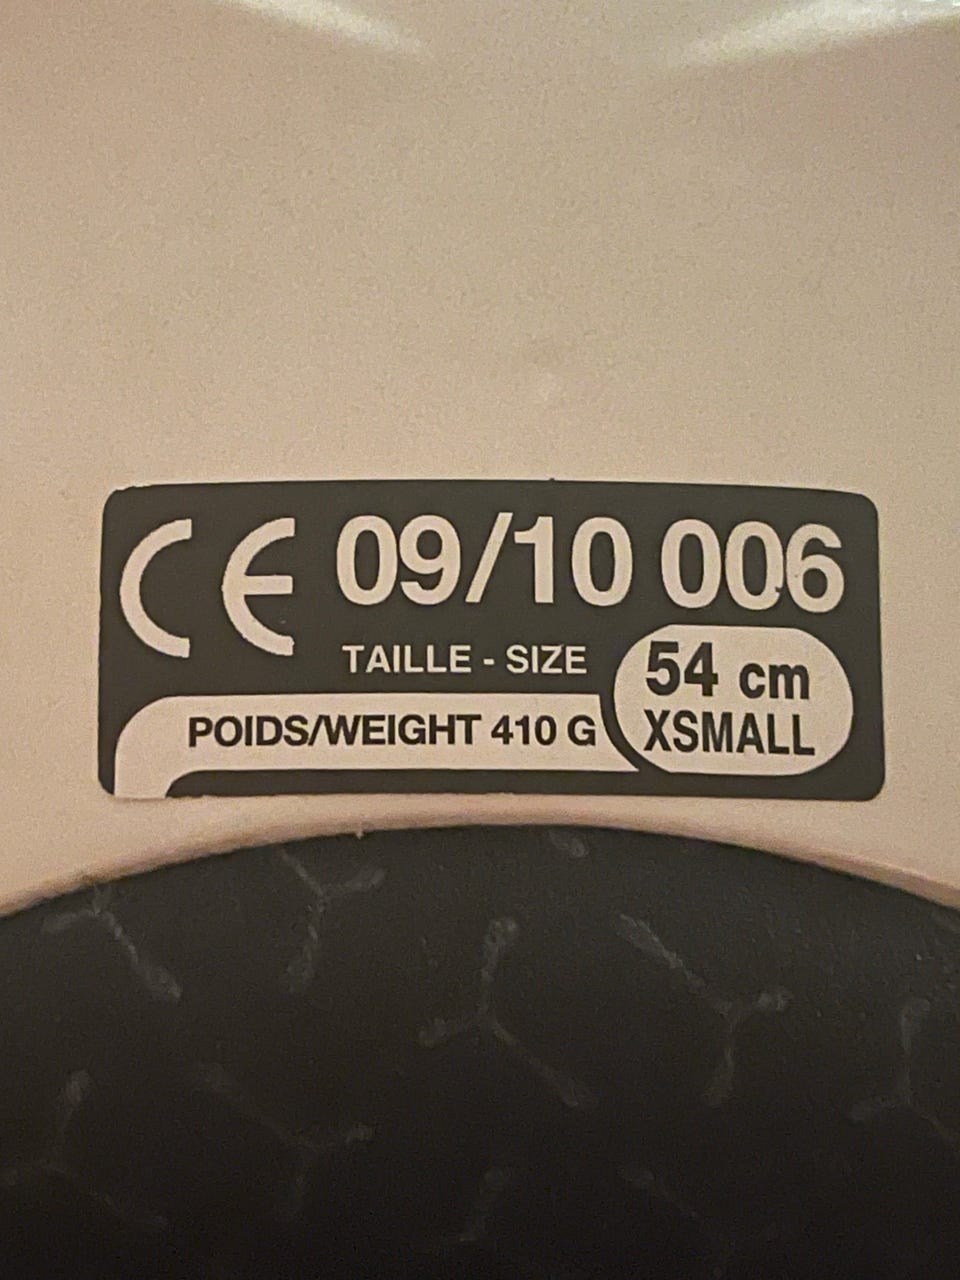 CE 09/10 006
TAILLE - SIZE
54 cm
POIDS/WEIGHT 410 G
XSMALL